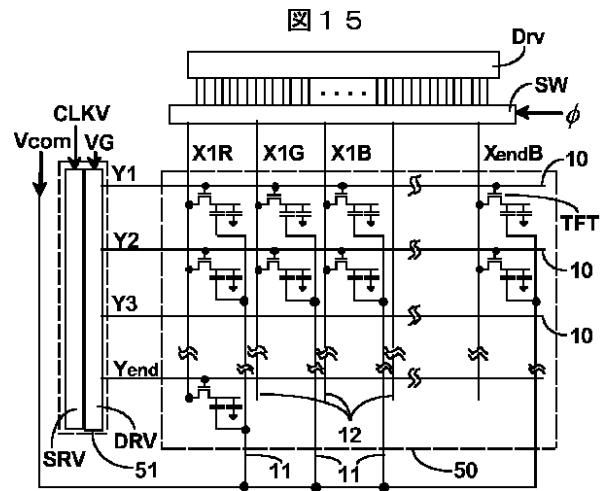 図１５
Drv
SW
CLKV
φ
Vcom
VG
X1R
X1G
X1B
XendB
Y1
10
TFT
Y2
10
Y3
10
Yend
12
SRV
DRV
51
11
11
50